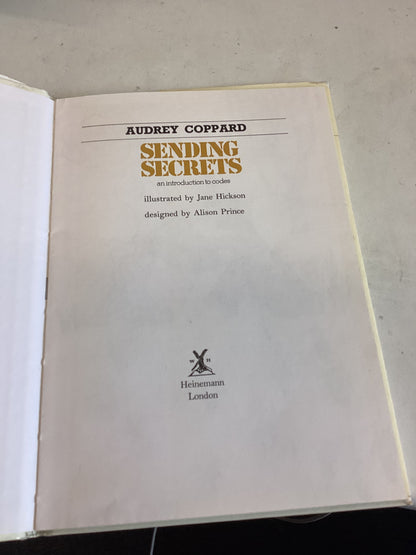 AUDREY COPPARD
SENDING
SECRETS
an introduction to codes
illustrated by Jane Hickson
designed by Alison Prince
W H
Heinemann
London